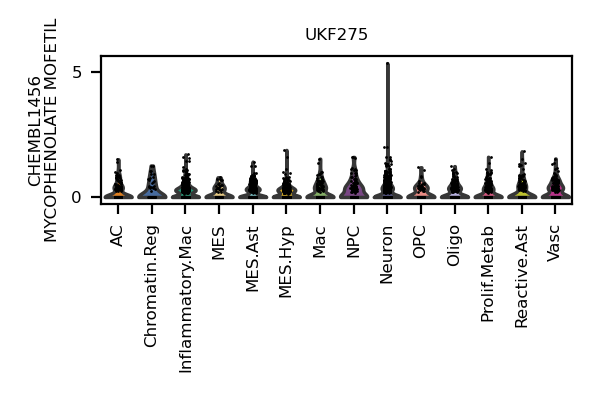 UKF275
CHEMBL1456
MYCOPHENOLATE MOFETIL
5
0
AC
Chromatin.Reg
Inflammatory.Mac
MES
MES.Ast
MES.Hyp
Mac
NPC
Neuron
OPC
Oligo
Prolif.Metab
Reactive.Ast
Vasc